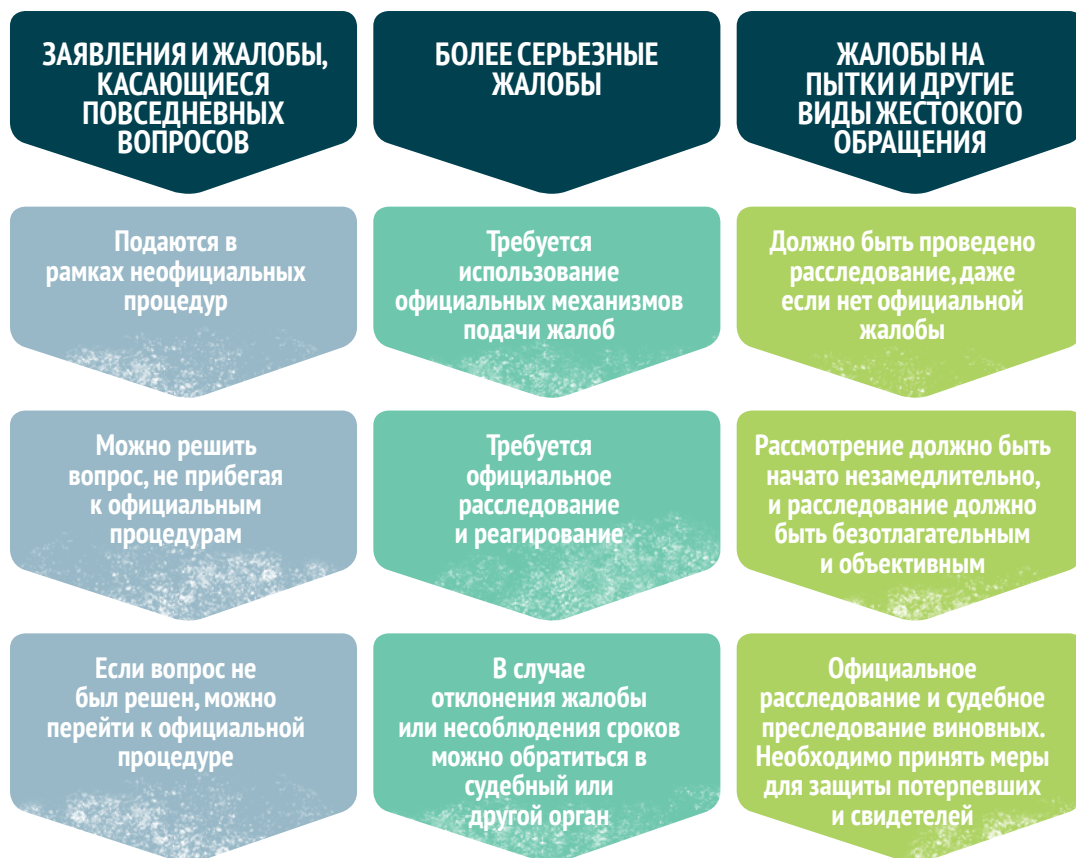 ЗАЯВЛЕНИЯ И ЖАЛОБЫ,
КАСАЮЩИЕСЯ
ПОВСЕДНЕВНЫХ
ВОПРОСОВ
БОЛЕЕ СЕРЬЕЗНЫЕ
ЖАЛОБЫ
ЖАЛОБЫ НА
ПЫТКИ И ДРУГИЕ
ВИДЫ ЖЕСТОКОГО
ОБРАЩЕНИЯ
Подаются в
рамках неофициальных
процедур
Требуется
использование
официальных механизмов
подачи жалоб
Должно быть проведено
расследование, даже
если нет официальной
жалобы
Можно решить
вопрос, не прибегая
к официальным
процедурам
Требуется
официальное
расследование
и реагирование
Рассмотрение должно быть
начато незамедлительно,
и расследование должно
быть безотлагательным
и объективным
Если вопрос не
был решен, можно
перейти к официальной
процедуре
В случае
отклонения жалобы
или несоблюдения сроков
можно обратиться в
судебный или
другой орган
Официальное
расследование и судебное
преследование виновных.
Необходимо принять меры
для защиты потерпевших
и свидетелей